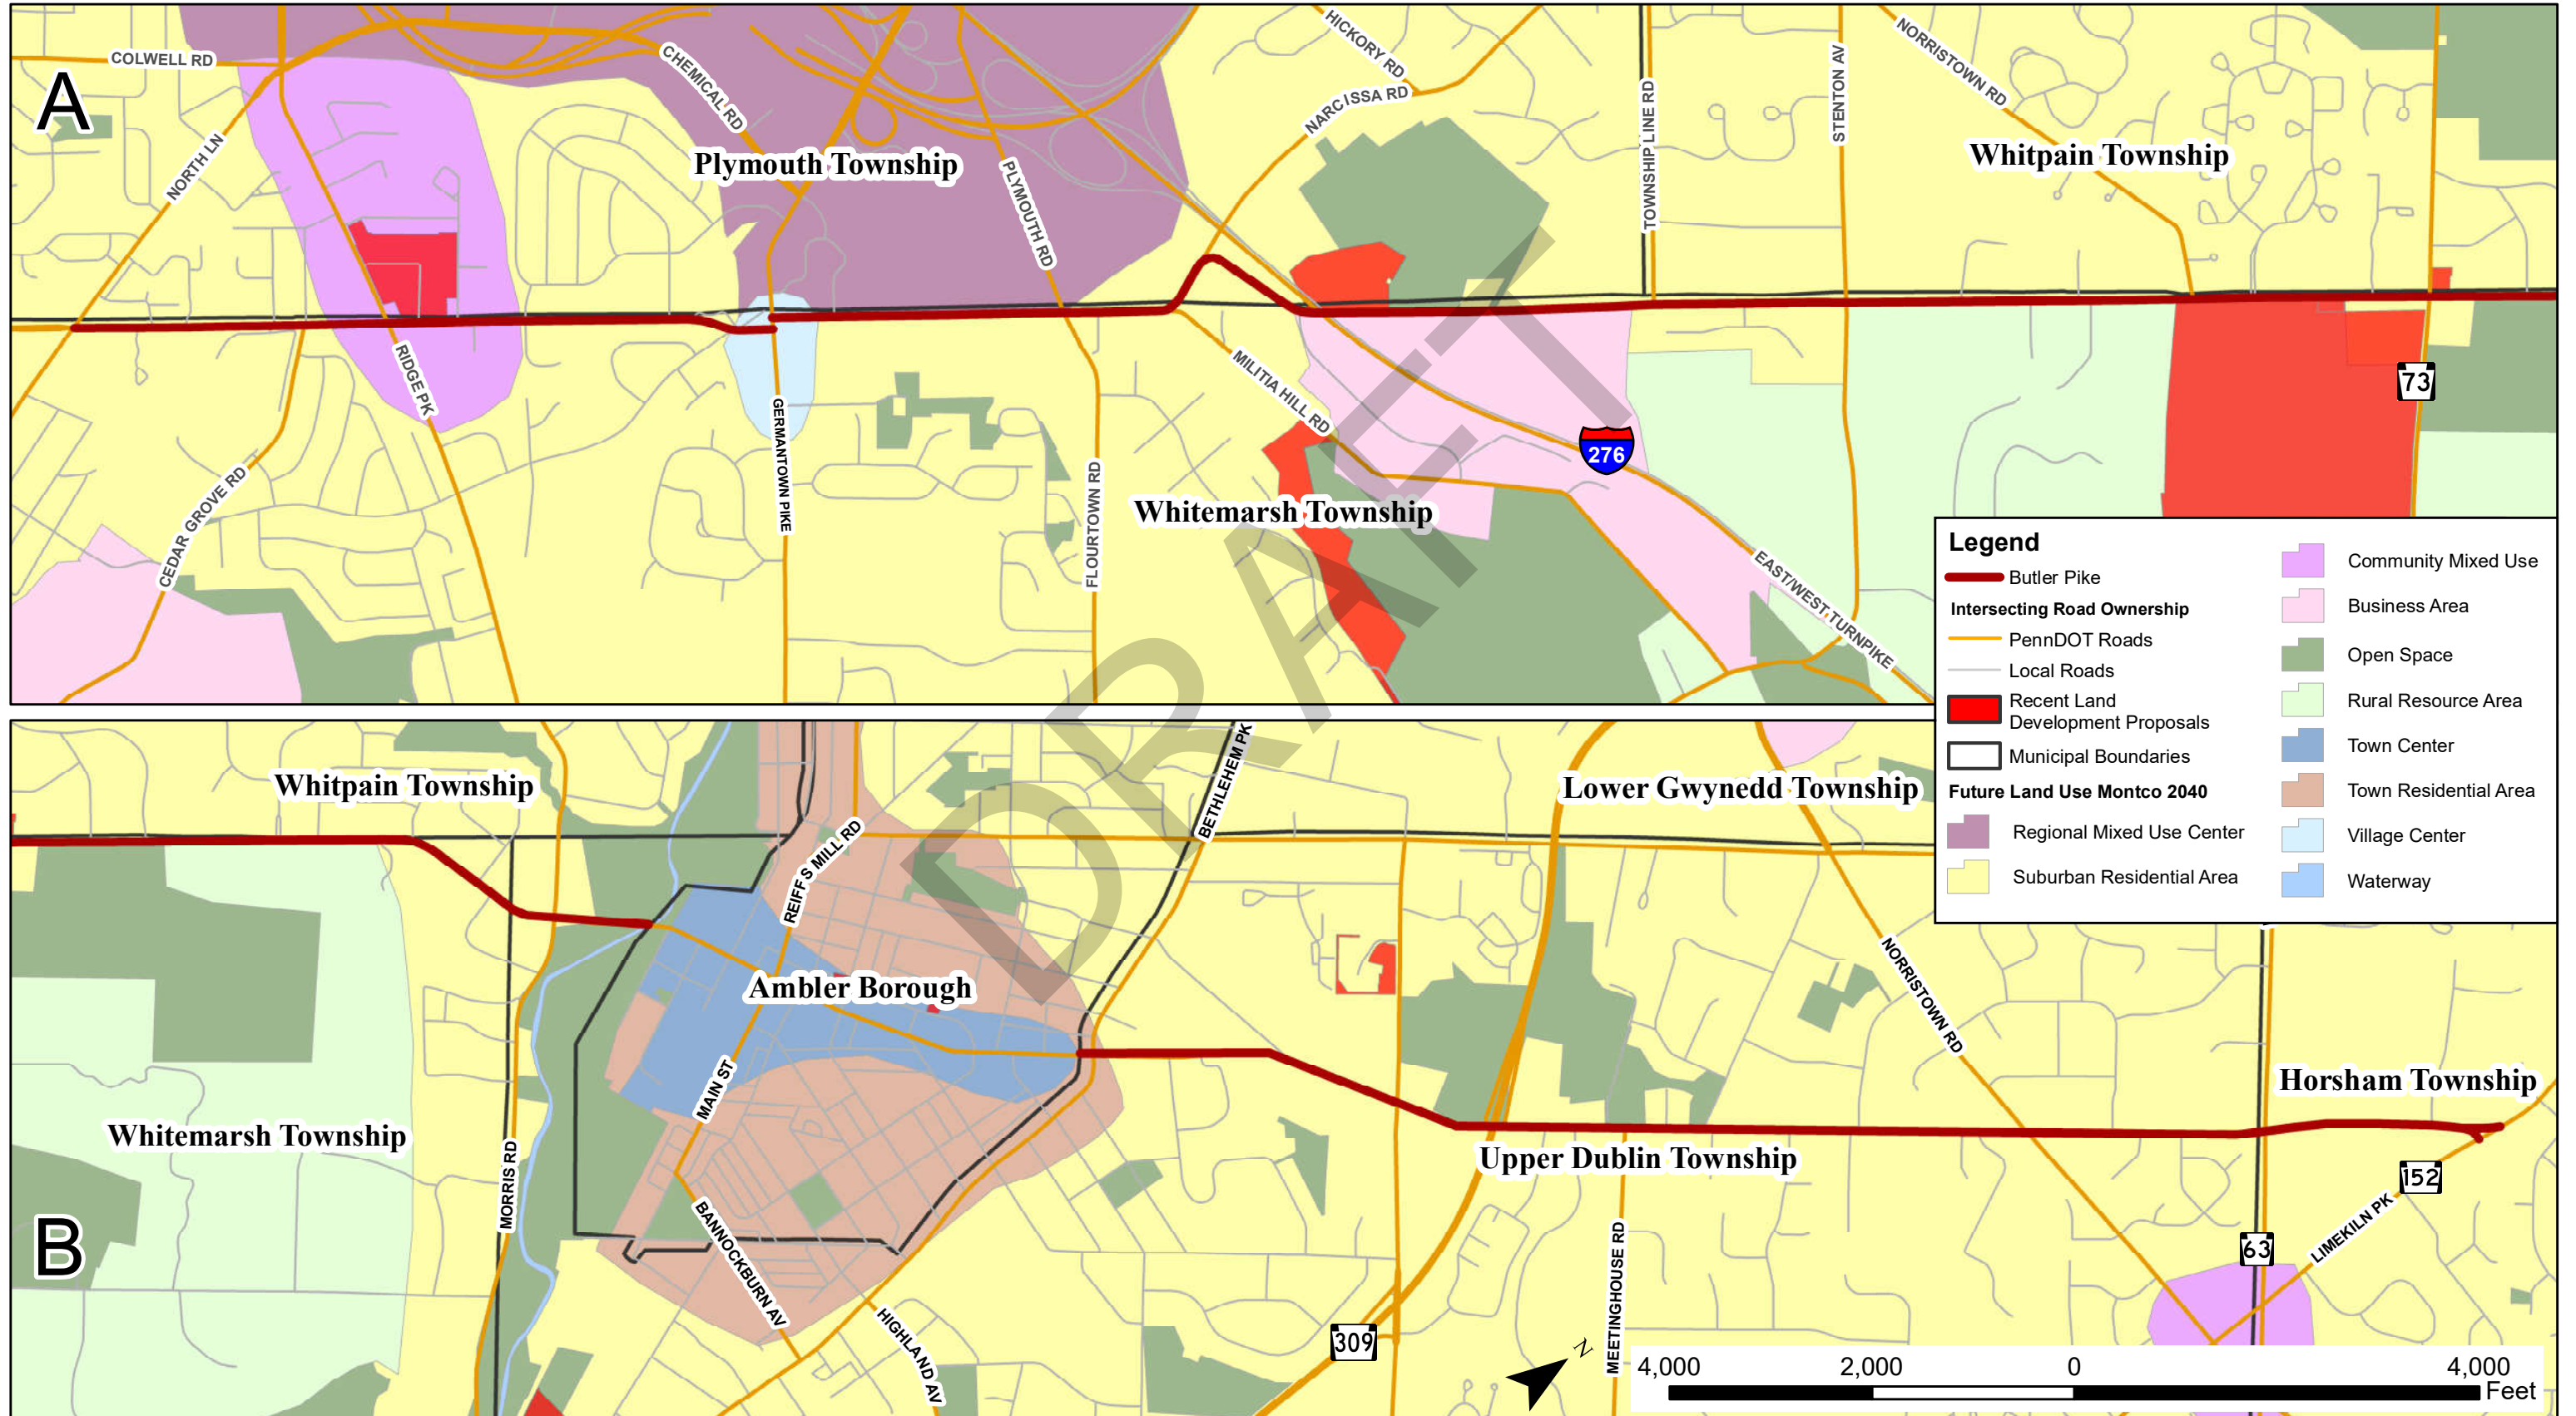 A
COLWELL RD
NORTH LN
CHEMICAL RD
Plymouth Township
PLYMOUTH RD
HICKORY RD
NARCISSA RD
TOWNSHIP LINE RD
STENTON AV
NORRISTOWN RD
Whitpain Township
RIDGE PK
CEDAR GROVE RD
GERMANTOWN PIKE
FLOURTOWN RD
MILITIA HILL RD
Whitemarsh Township
276
EAST/WEST TURNPIKE
73
DRAFT
Legend
Butler Pike
Intersecting Road Ownership
PennDOT Roads
Local Roads
Recent Land
Development Proposals
Municipal Boundaries
Future Land Use Montco 2040
Regional Mixed Use Center
Suburban Residential Area
Community Mixed Use
Business Area
Open Space
Rural Resource Area
Town Center
Town Residential Area
Village Center
Waterway
B
Whitpain Township
Whitemarsh Township
MORRIS RD
REIFFS MILL RD
Ambler Borough
MAIN ST
BANNOCKBURN AV
HIGHLAND AV
BETHLEHEM PK
Lower Gwynedd Township
NORRISTOWN RD
Upper Dublin Township
Horsham Township
152
LIMEKILN PK
63
309
MEETINGHOUSE RD
N
4,000 2,000 0 4,000
Feet